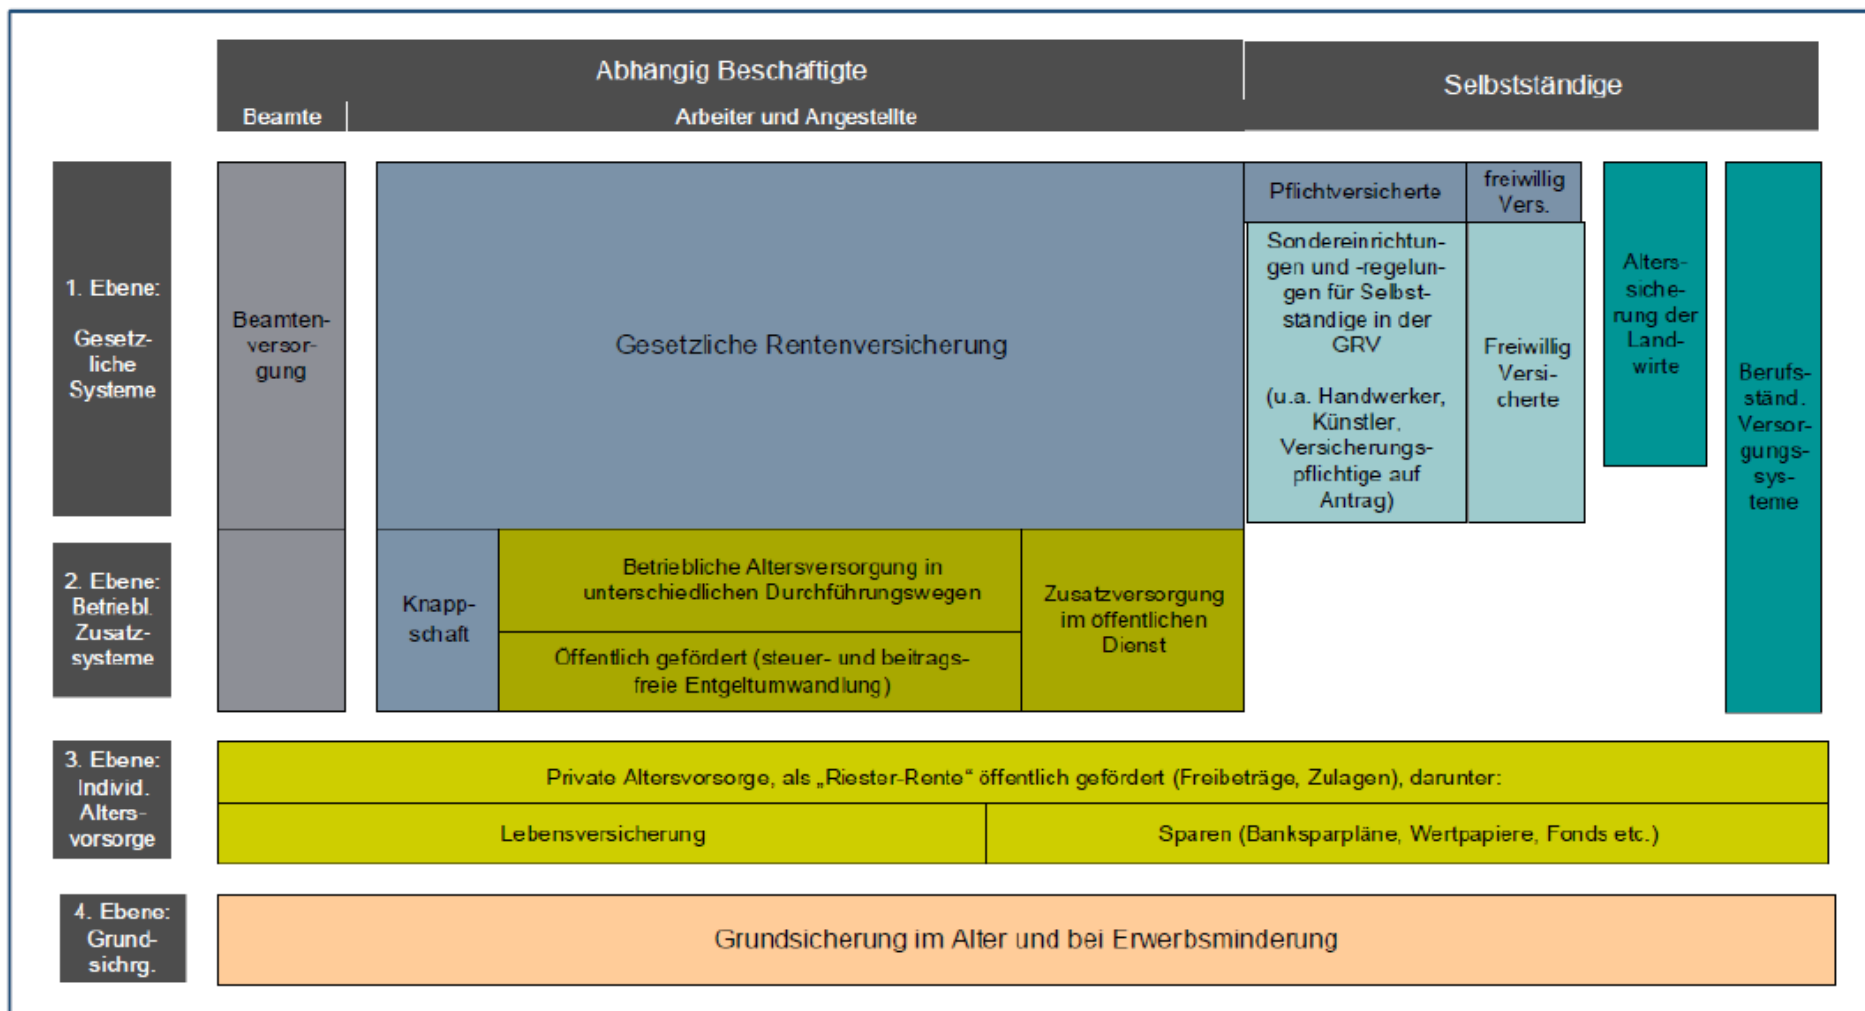 Abhängig Beschäftigte
Selbstständige
Beamte
Arbeiter und Angestellte
1. Ebene:
Gesetz-
liche
Systeme
Beamten-
versor-
gung
Gesetzliche Rentenversicherung
Pflichtversicherte
freiwillig
Vers.
Sondereinrichtun-
gen und -regelun-
gen für Selbst-
ständige in der
GRV
(u.a. Handwerker,
Künstler,
Versicherungs-
pflichtige auf
Antrag)
Freiwillig
Versi-
cherte
Alters-
siche-
rung der
Land-
wirte
Berufs-
ständ.
Versor-
gungs-
sys-
teme
2. Ebene:
Betriebl.
Zusatz-
systeme
Knapp-
schaft
Betriebliche Altersversorgung in
unterschiedlichen Durchführungswegen
Öffentlich gefördert (steuer- und beitrags-
freie Entgeltumwandlung)
Zusatzversorgung
im öffentlichen
Dienst
3. Ebene:
Individ.
Alters-
vorsorge
Private Altersvorsorge, als „Riester-Rente“ öffentlich gefördert (Freibeträge, Zulagen), darunter:
Lebensversicherung
Sparen (Banksparpläne, Wertpapiere, Fonds etc.)
4. Ebene:
Grund-
sichrg.
Grundsicherung im Alter und bei Erwerbsminderung